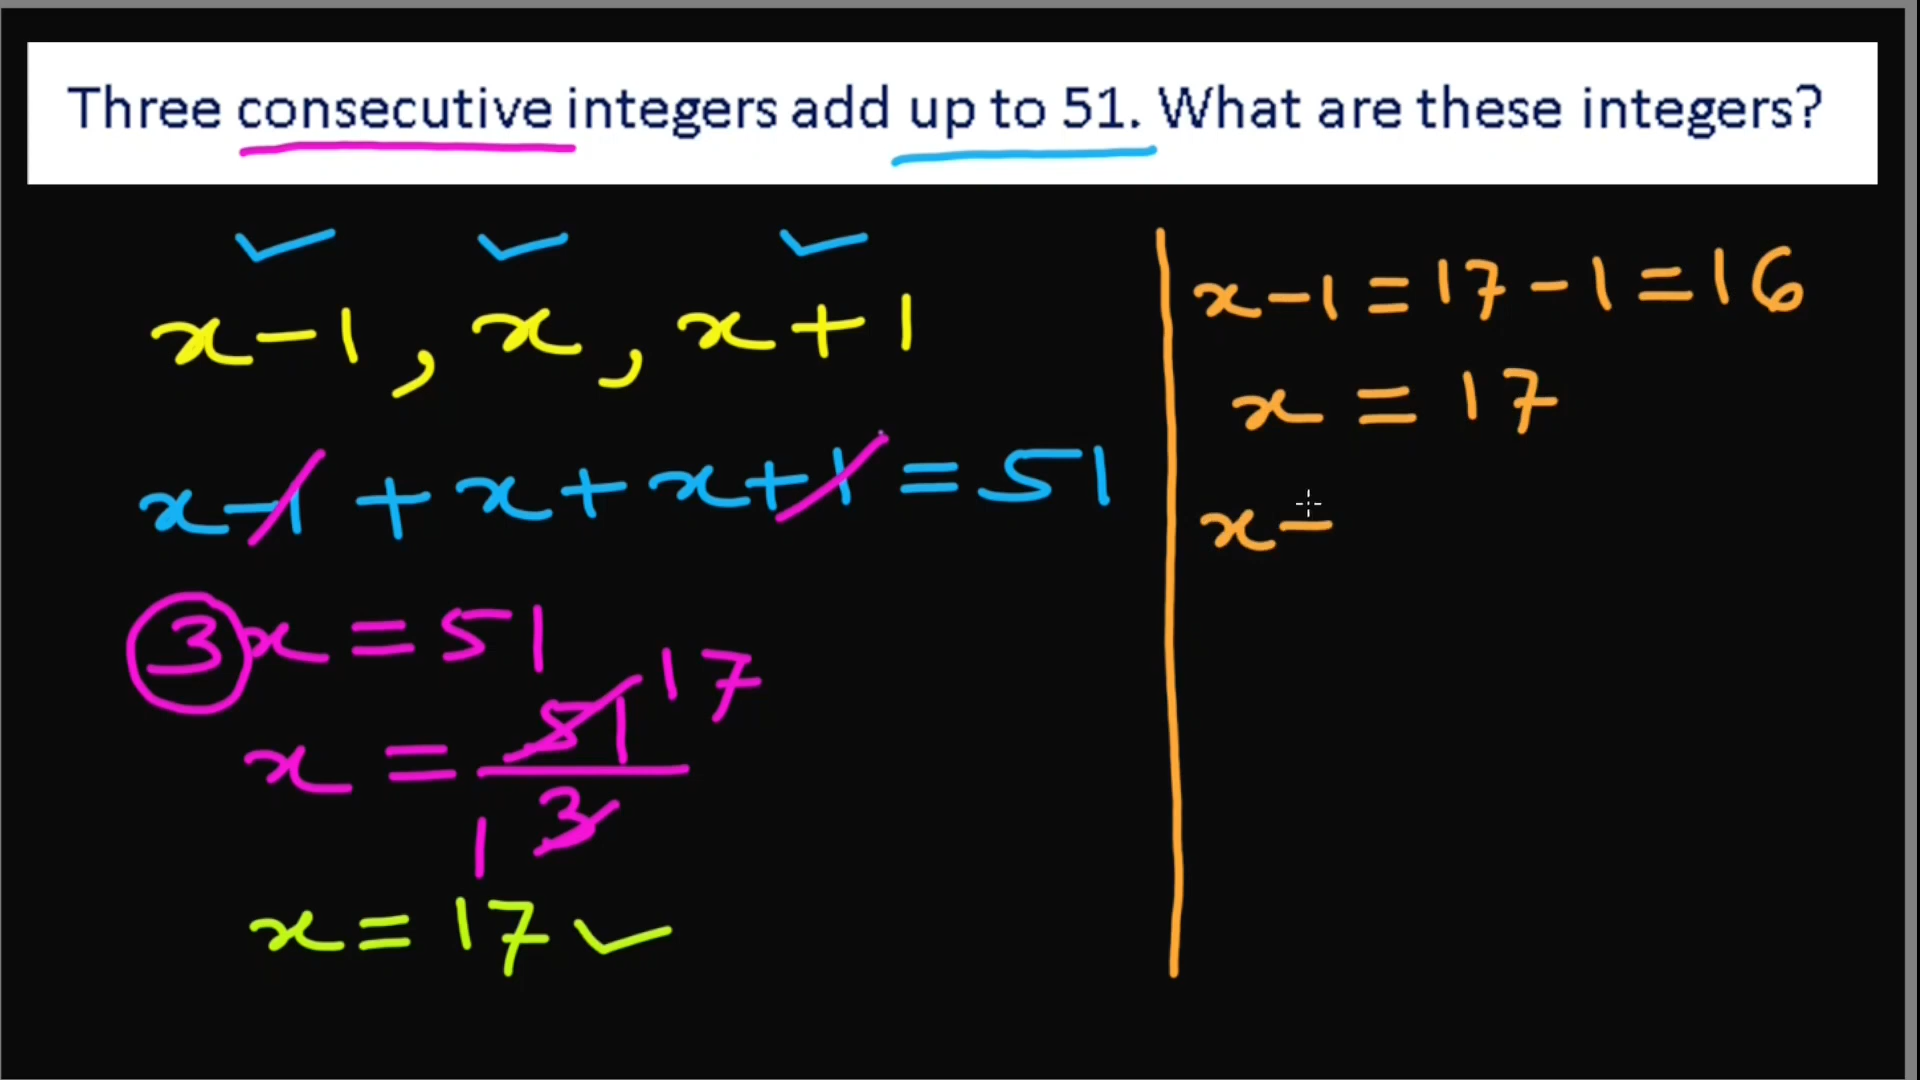 Three consecutive integers add up to 51. What are these integers?
x-1, x, x+1
x-1 + x + x+1 = 51
3x = 51
x = 51/3 17
1
x = 17
x-1 = 17-1 = 16
x = 17
x-